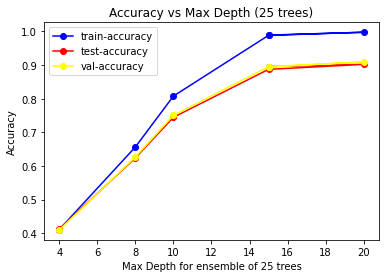 Accuracy vs Max Depth (25 trees)
train-accuracy
test-accuracy
val-accuracy
Accuracy
1.0
0.9
0.8
0.7
0.6
0.5
0.4
4 6 8 10 12 14 16 18 20
Max Depth for ensemble of 25 trees